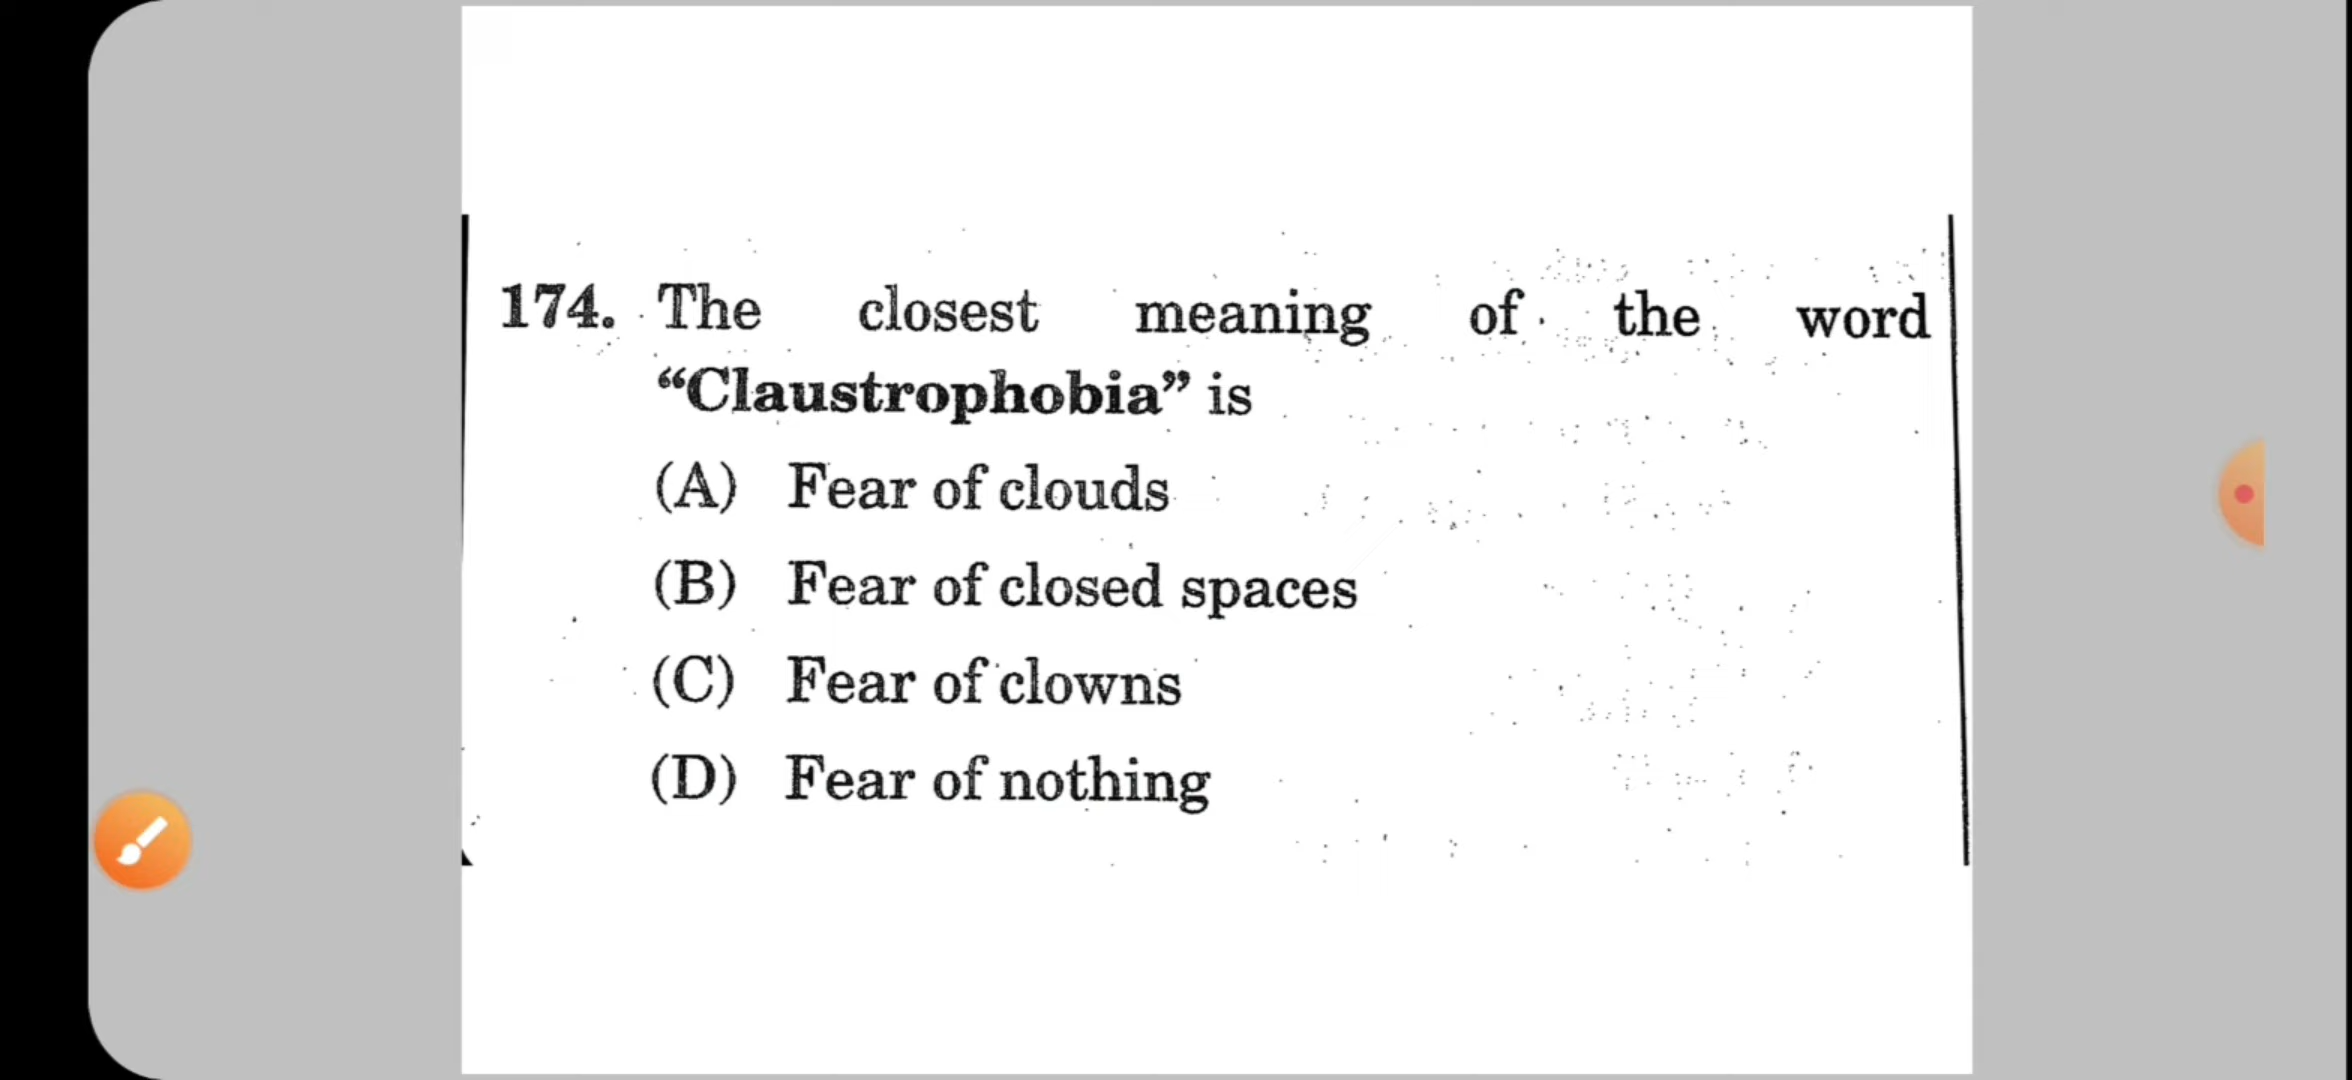 174. The closest meaning of the word
“Claustrophobia” is
(A) Fear of clouds
(B) Fear of closed spaces
(C) Fear of clowns
(D) Fear of nothing